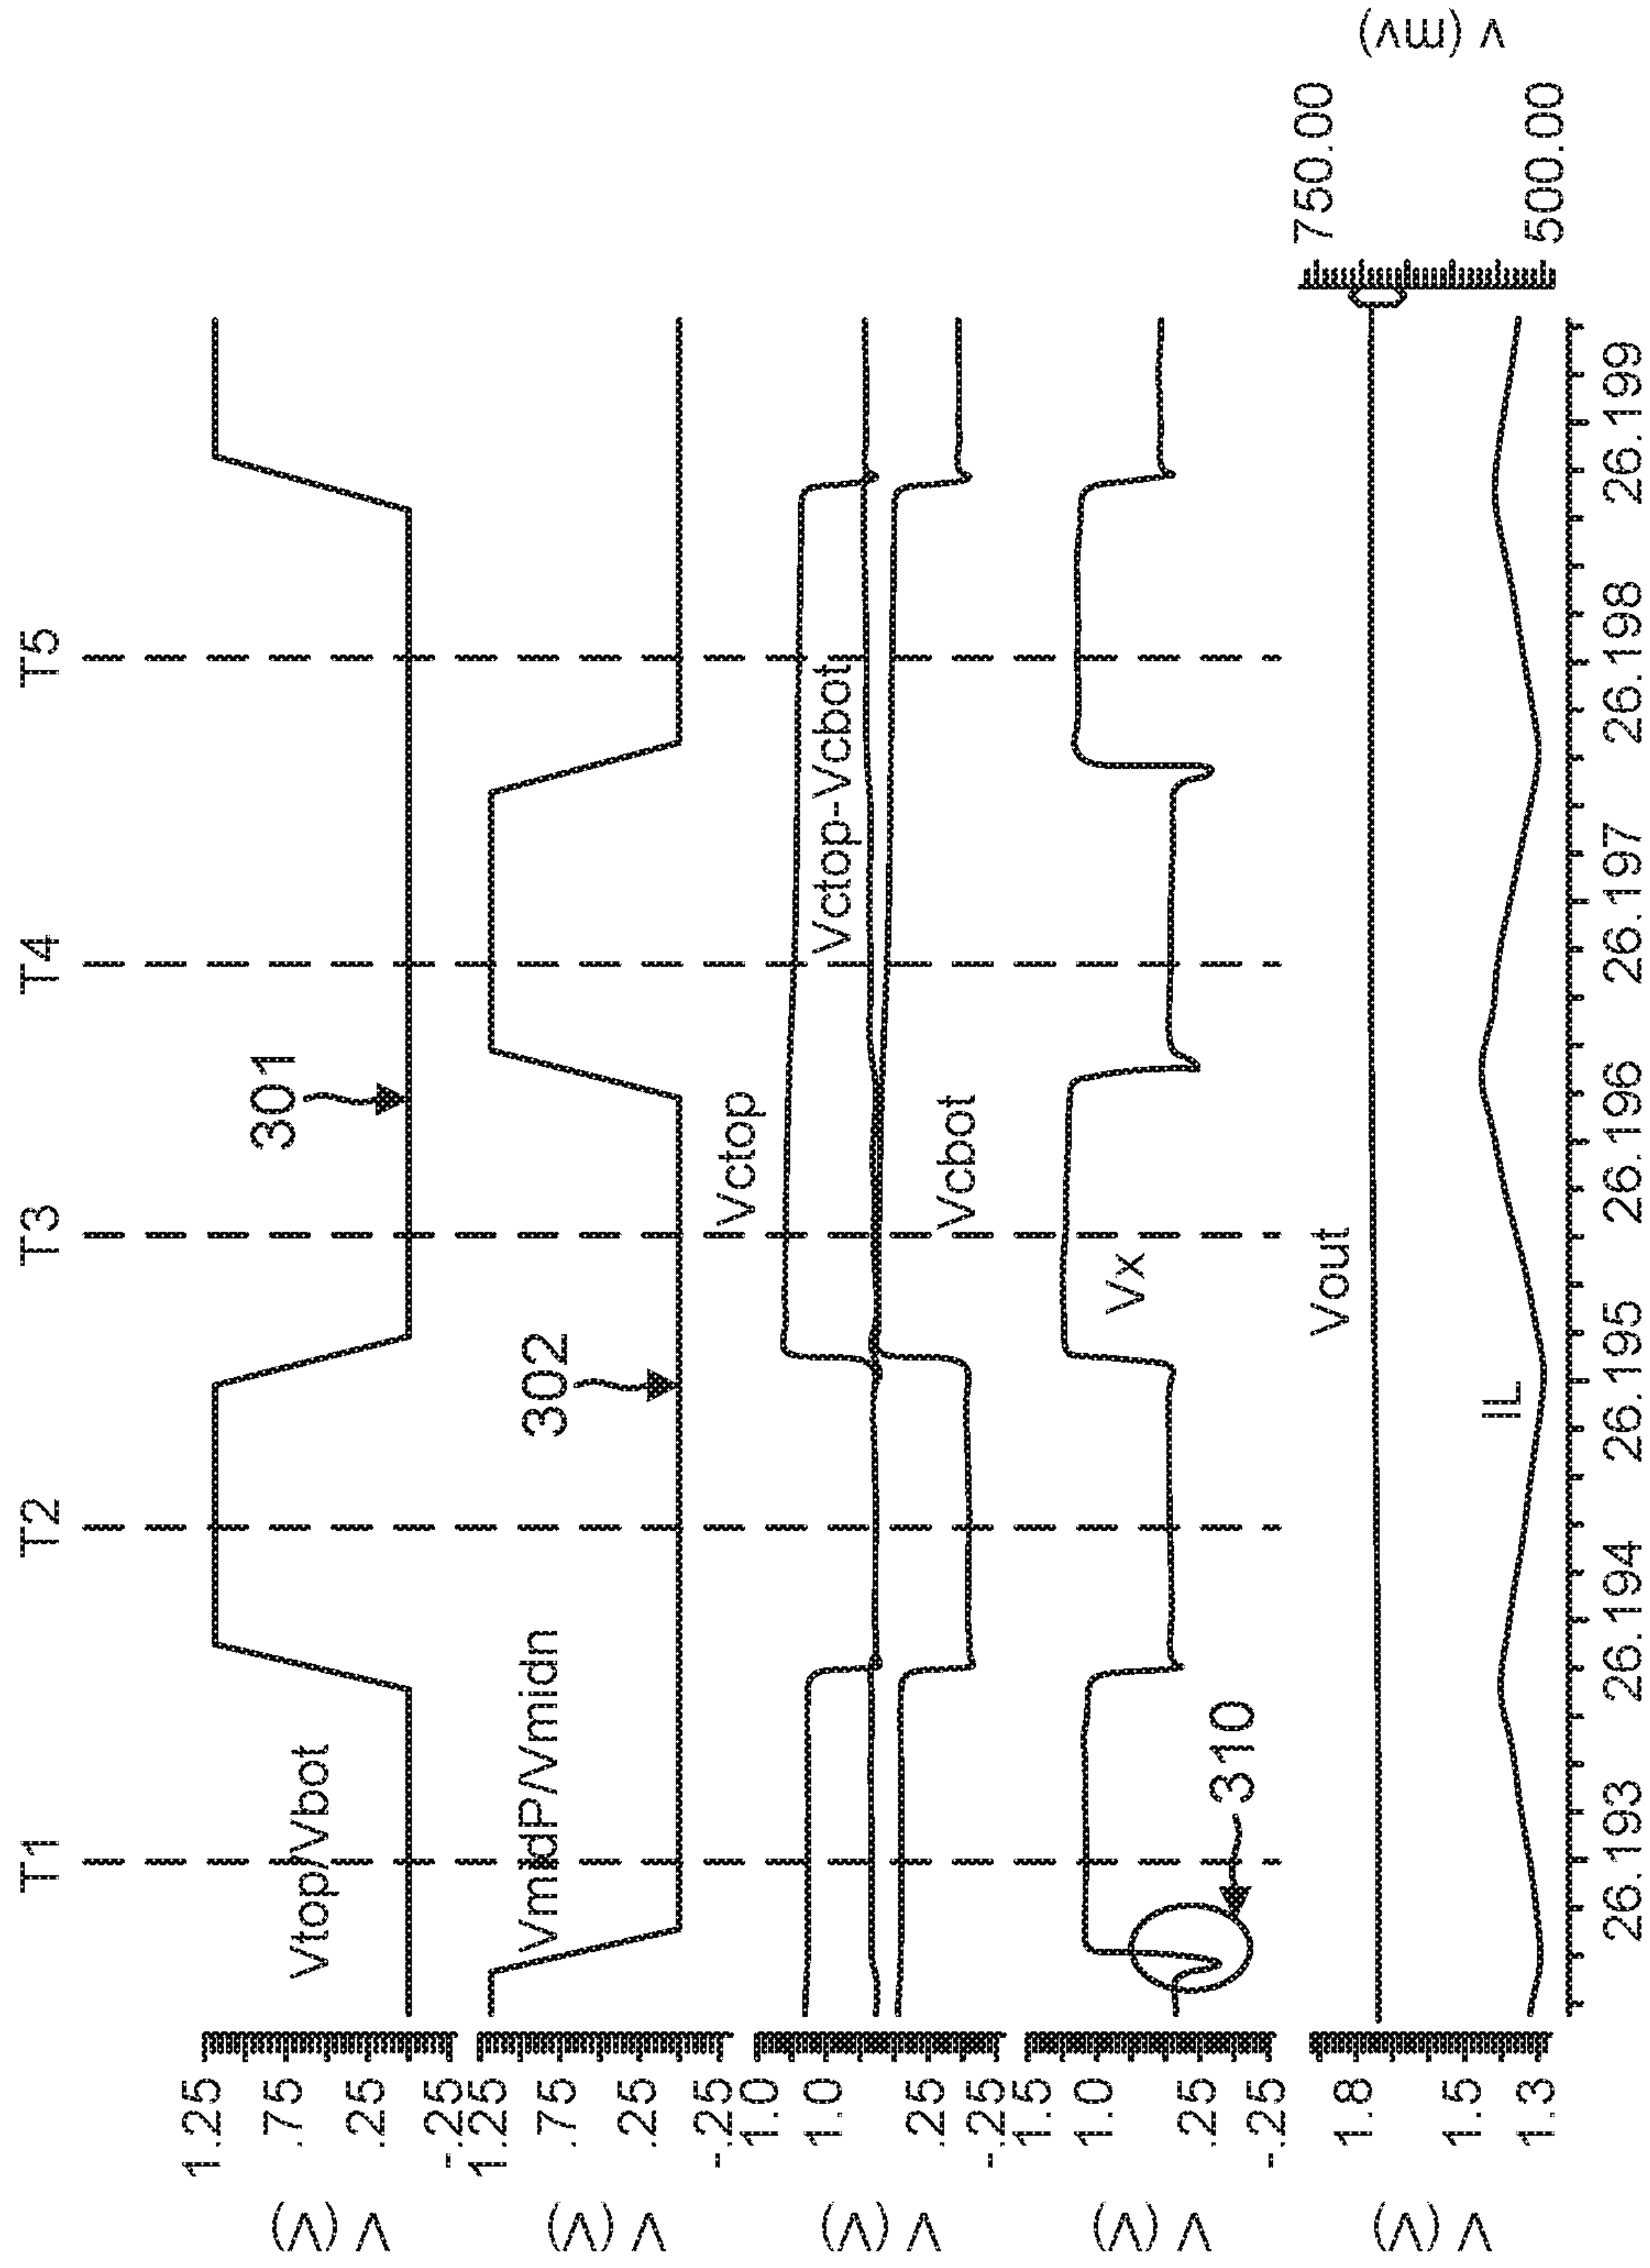 T1 T2 T3 T4 T5
V (V)
1.25
.75
.25
-.25
Vtop/Vbot
301
V (V)
1.25
.75
.25
-.25
VmidP/Vmidn
302
V (V)
1.0
1.0
.25
-.25
Vctop
Vctop-Vcbot
Vcbot
V (V)
1.5
1.0
.25
-.25
Vx
310
V (V)
1.8
1.5
1.3
Vout
IL
750.00
500.00
V (mv)
26.193 26.194 26.195 26.196 26.197 26.198 26.199